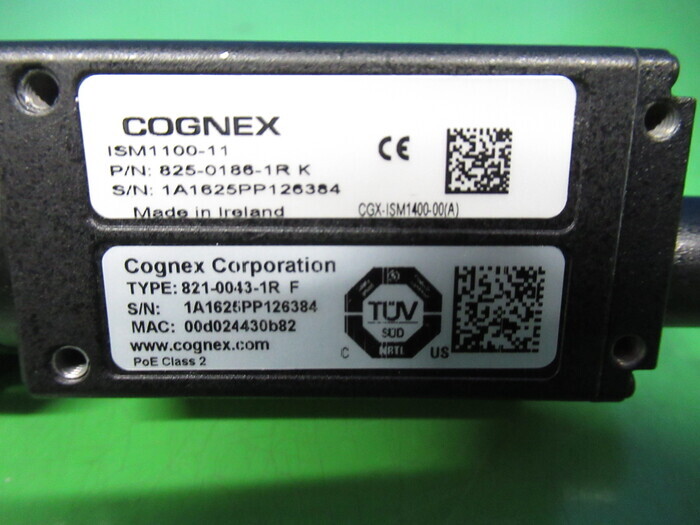 COGNEX
ISM1100-11
P/N: 825-0186-1R K
S/N: 1A1625PP126384
Made in Ireland
CE
CGX-ISM1400-00(A)
Cognex Corporation
TYPE: 821-0043-1R F
S/N: 1A1625PP126384
MAC: 00d024430b82
www.cognex.com
PoE Class 2
TÜV
SÜD
NRTL
C US